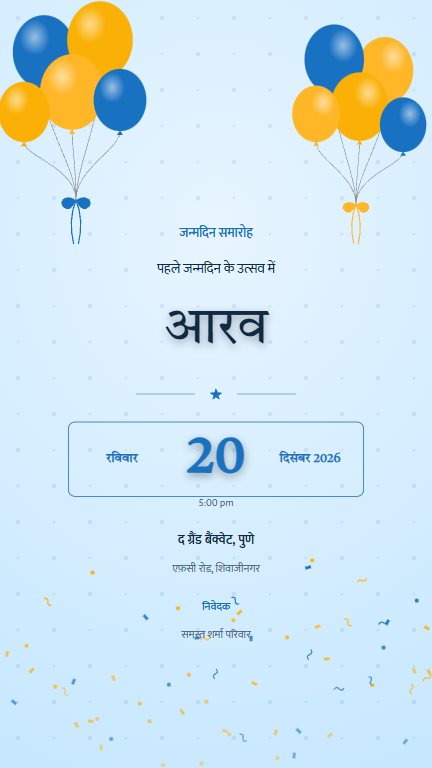 जन्मदिन समारोह
पहले जन्मदिन के उत्सव में
आरव
रविवार 20 दिसंबर 2026
5:00 pm
द ग्रैंड बैंक्वेट, पुणे
एफ़सी रोड, शिवाजीनगर
निवेदक
समस्त शर्मा परिवार